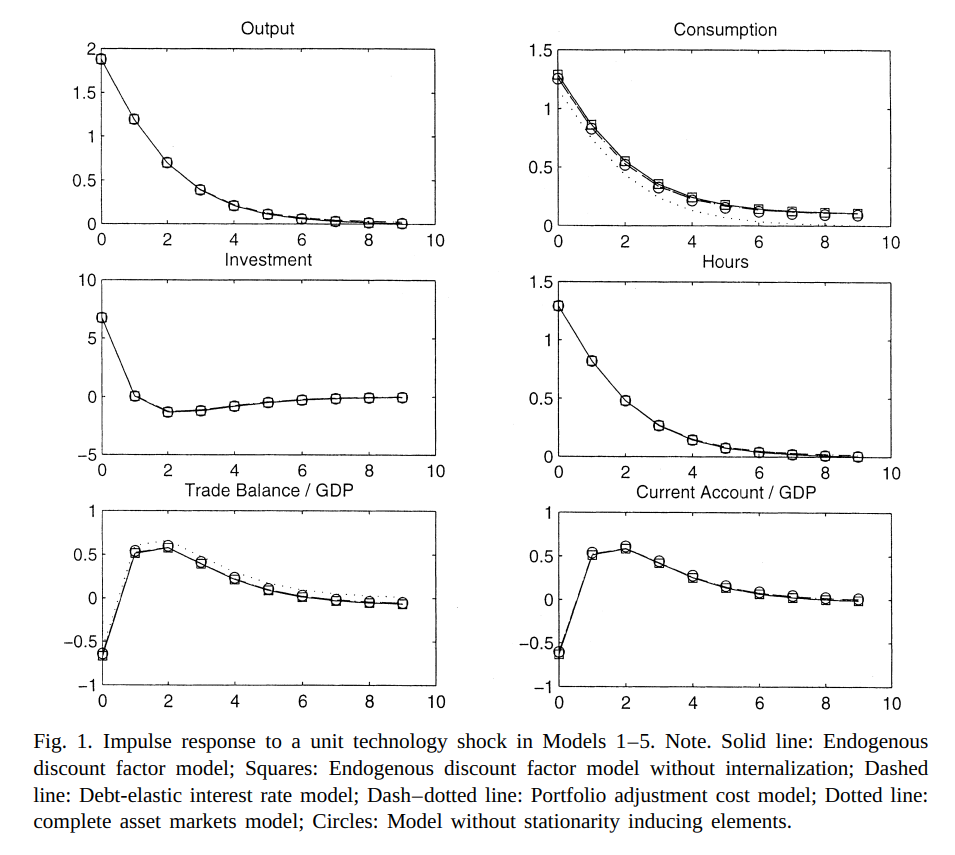 Output
Consumption
2
1.5
1
0.5
0
0 2 4 6 8 10
1.5
1
0.5
0
0 2 4 6 8 10
Investment
Hours
10
5
0
−5
0 2 4 6 8 10
1.5
1
0.5
0
0 2 4 6 8 10
Trade Balance / GDP
Current Account / GDP
1
0.5
0
−0.5
−1
0 2 4 6 8 10
1
0.5
0
−0.5
−1
0 2 4 6 8 10
Fig. 1. Impulse response to a unit technology shock in Models 1–5. Note. Solid line: Endogenous
discount factor model; Squares: Endogenous discount factor model without internalization; Dashed
line: Debt-elastic interest rate model; Dash–dotted line: Portfolio adjustment cost model; Dotted line:
complete asset markets model; Circles: Model without stationarity inducing elements.